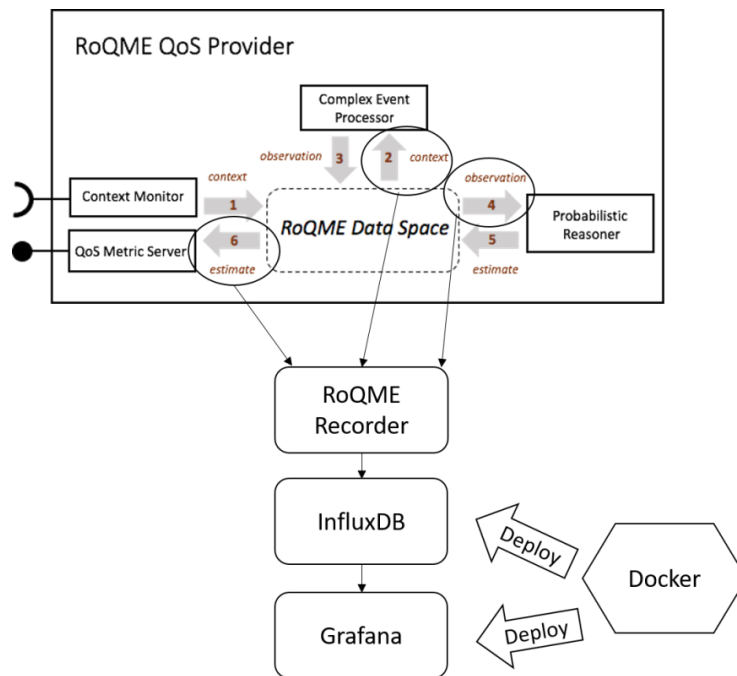 RoQME QoS Provider
Complex Event
Processor
observation
3
2
context
context
observation
Context Monitor
1
4
RoQME Data Space
Probabilistic
Reasoner
QoS Metric Server
6
5
estimate
estimate
RoQME
Recorder
InfluxDB
Deploy
Docker
Grafana
Deploy